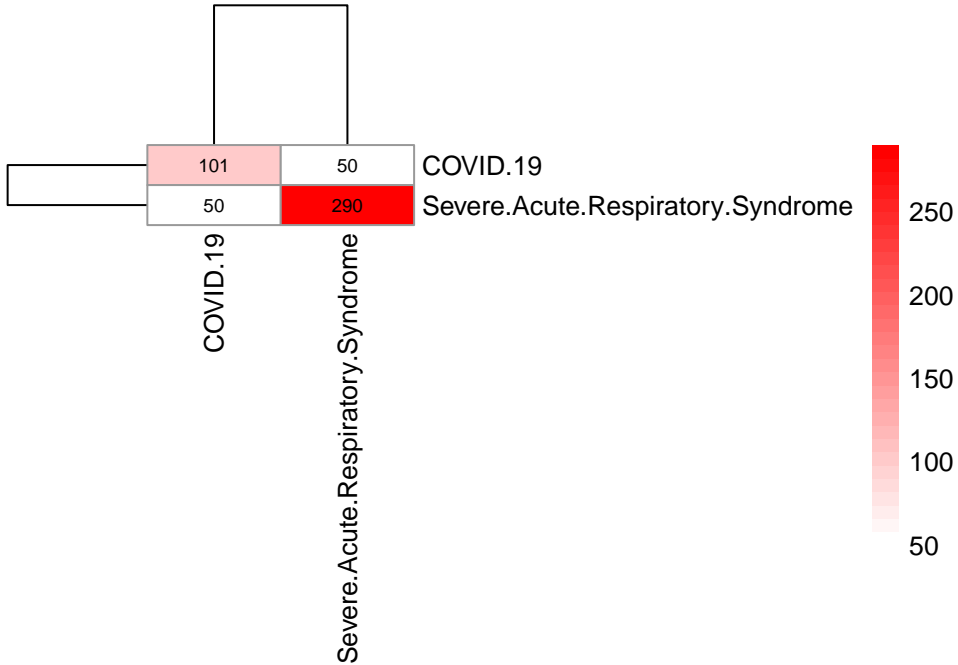 101 50 COVID.19
50 290 Severe.Acute.Respiratory.Syndrome
COVID.19
Severe.Acute.Respiratory.Syndrome
250
200
150
100
50